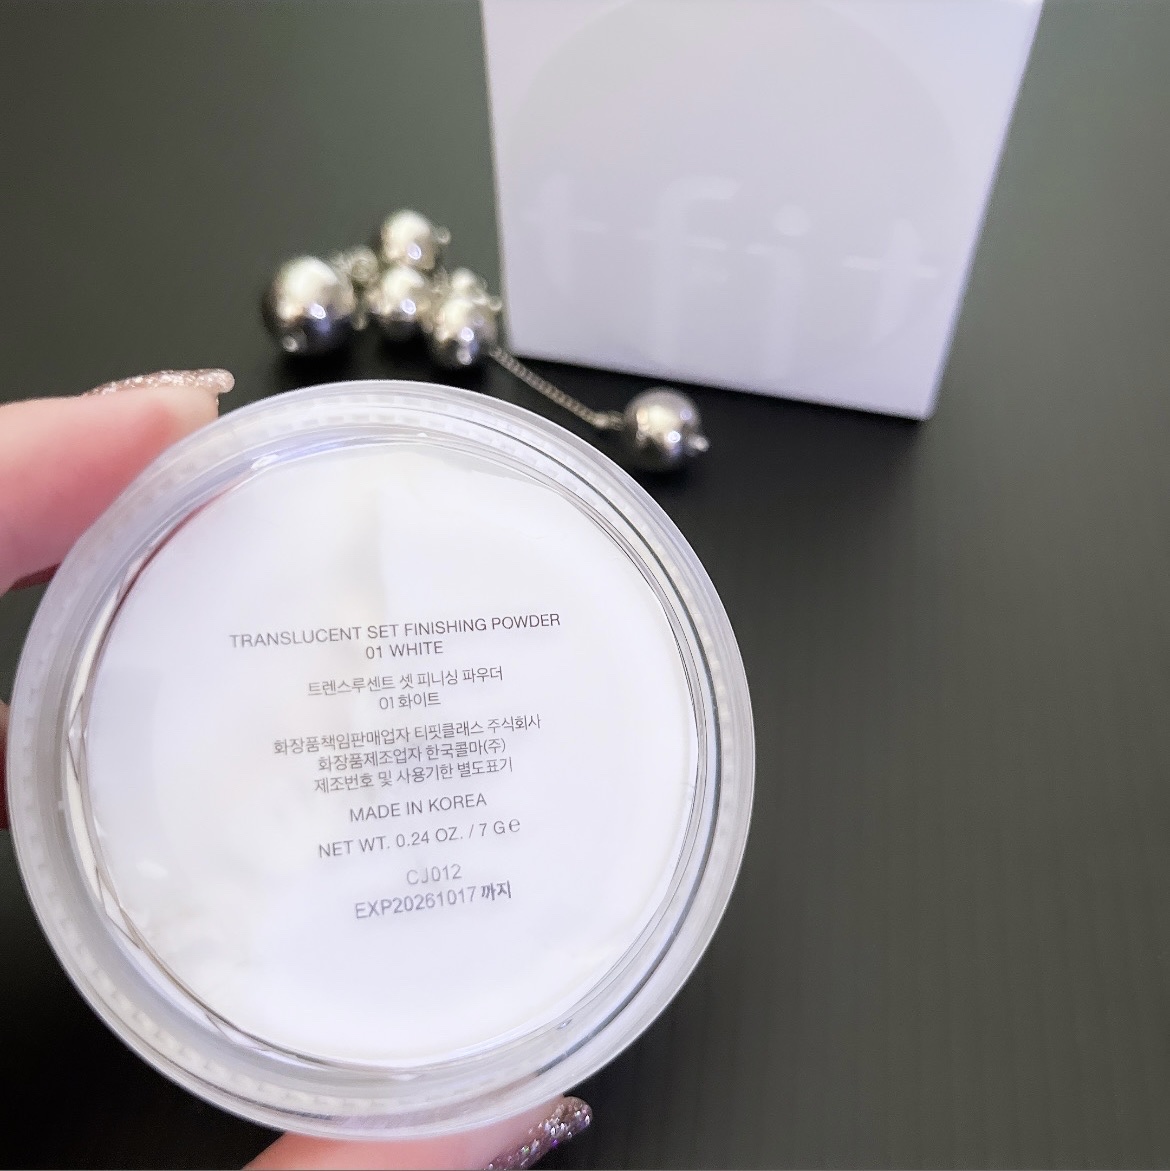 tfit
TRANSLUCENT SET FINISHING POWDER
01 WHITE
트렌스루센트 셋 피니싱 파우더
01 화이트
화장품책임판매업자 티핏클래스 주식회사
화장품제조업자 한국콜마(주)
제조번호 및 사용기한 별도표기
MADE IN KOREA
NET WT. 0.24 OZ. / 7 G ℮
CJ012
EXP20261017 까지